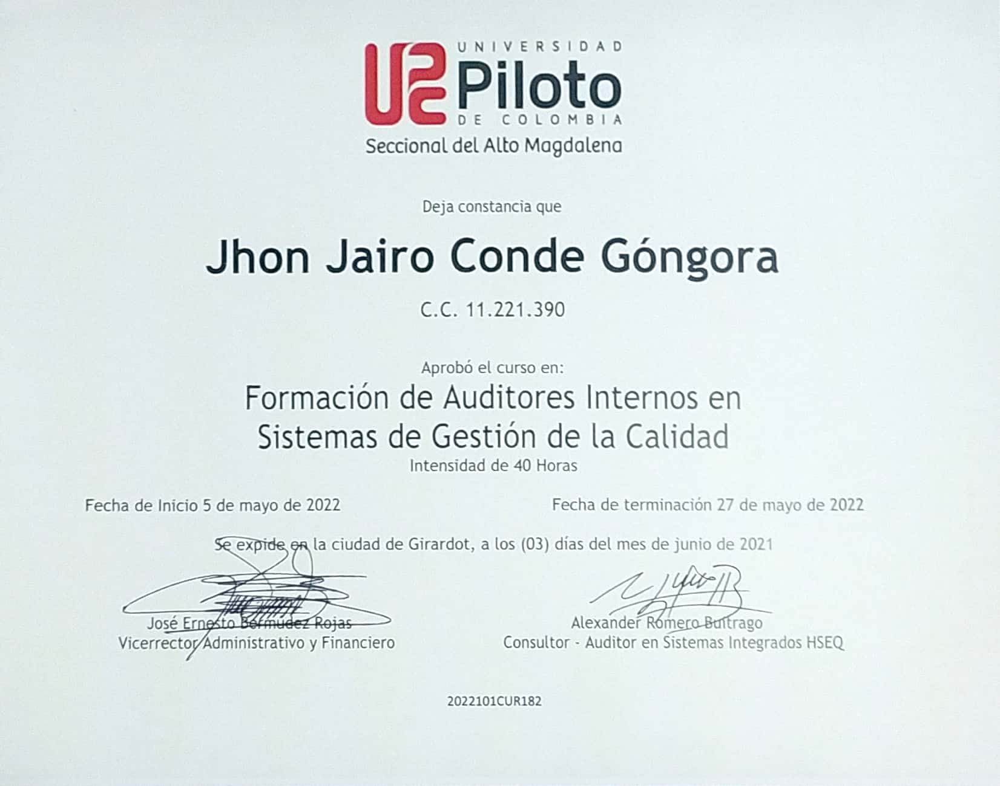 UNIVERSIDAD
Piloto
DE COLOMBIA
Seccional del Alto Magdalena
Deja constancia que
Jhon Jairo Conde Góngora
C.C. 11.221.390
Aprobó el curso en:
Formación de Auditores Internos en
Sistemas de Gestión de la Calidad
Intensidad de 40 Horas
Fecha de Inicio 5 de mayo de 2022
Fecha de terminación 27 de mayo de 2022
Se expide en la ciudad de Girardot, a los (03) días del mes de junio de 2021
José Ernesto Bermudez Rojas
Vicerrector Administrativo y Financiero
Alexander Romero Buitrago
Consultor - Auditor en Sistemas Integrados HSEQ
2022101CUR182